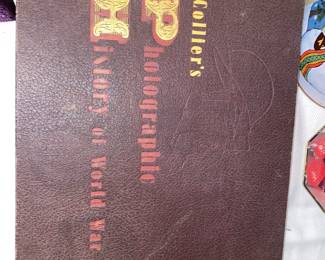 Collier's
Photographic
History of World War